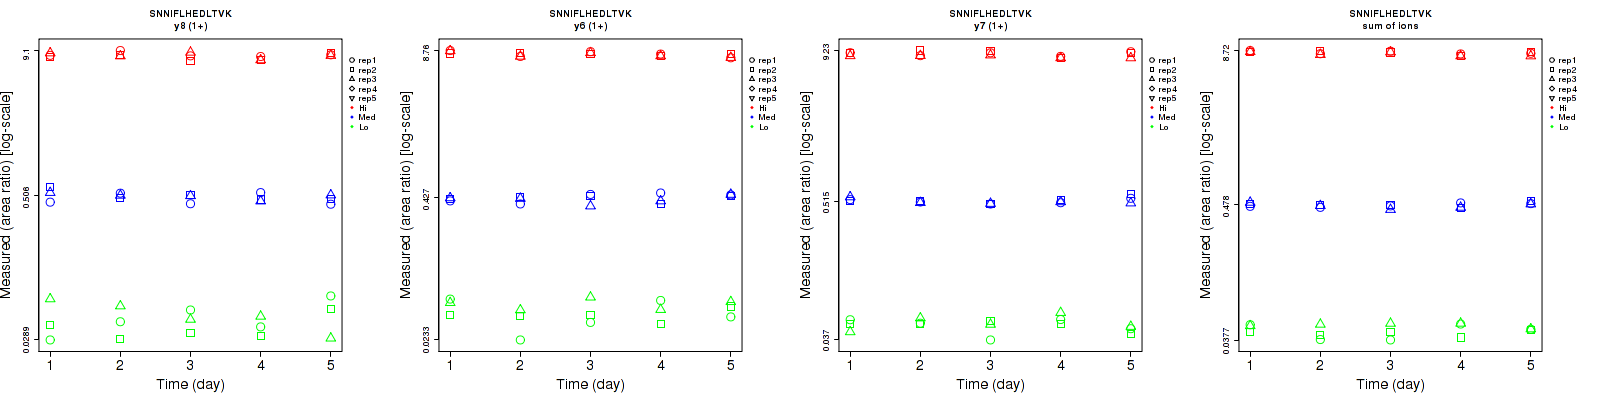 SNNIFLHEDLTVK
y8 (1+)
Measured (area ratio) [log-scale]
9.1
0.506
0.0289
1 2 3 4 5
Time (day)
rep1
rep2
rep3
rep4
rep5
Hi
Med
Lo
SNNIFLHEDLTVK
y6 (1+)
Measured (area ratio) [log-scale]
8.76
0.427
0.0233
1 2 3 4 5
Time (day)
rep1
rep2
rep3
rep4
rep5
Hi
Med
Lo
SNNIFLHEDLTVK
y7 (1+)
Measured (area ratio) [log-scale]
9.23
0.515
0.037
1 2 3 4 5
Time (day)
rep1
rep2
rep3
rep4
rep5
Hi
Med
Lo
SNNIFLHEDLTVK
sum of ions
Measured (area ratio) [log-scale]
8.72
0.478
0.0377
1 2 3 4 5
Time (day)
rep1
rep2
rep3
rep4
rep5
Hi
Med
Lo